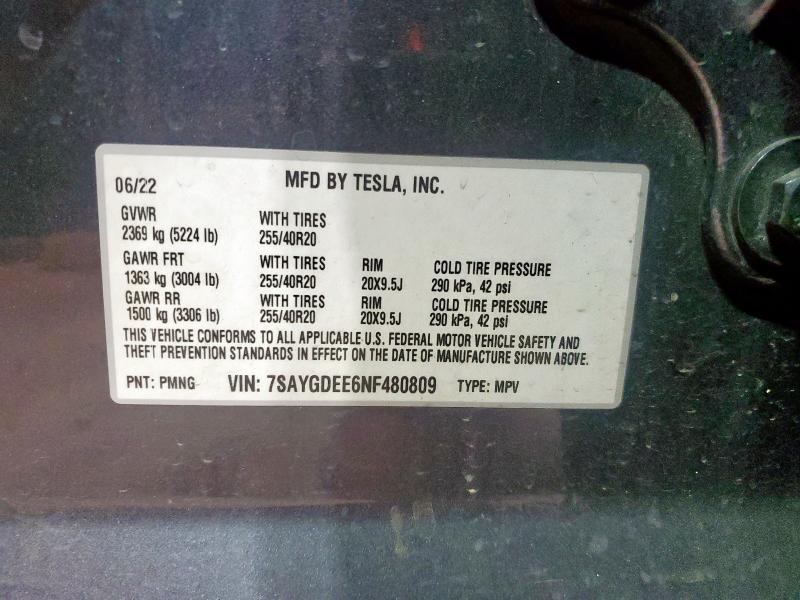 06/22 MFD BY TESLA, INC.
GVWR WITH TIRES
2369 kg (5224 lb) 255/40R20
GAWR FRT WITH TIRES RIM COLD TIRE PRESSURE
1363 kg (3004 lb) 255/40R20 20X9.5J 290 kPa, 42 psi
GAWR RR WITH TIRES RIM COLD TIRE PRESSURE
1500 kg (3306 lb) 255/40R20 20X9.5J 290 kPa, 42 psi
THIS VEHICLE CONFORMS TO ALL APPLICABLE U.S. FEDERAL MOTOR VEHICLE SAFETY AND
THEFT PREVENTION STANDARDS IN EFFECT ON THE DATE OF MANUFACTURE SHOWN ABOVE.
PNT: PMNG VIN: 7SAYGDEE6NF480809 TYPE: MPV